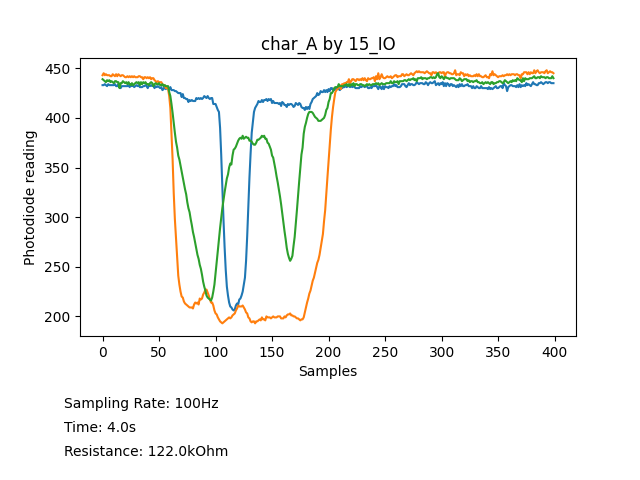 char_A by 15_IO
450
400
350
300
250
200
Photodiode reading
0 50 100 150 200 250 300 350 400
Samples
Sampling Rate: 100Hz
Time: 4.0s
Resistance: 122.0kOhm